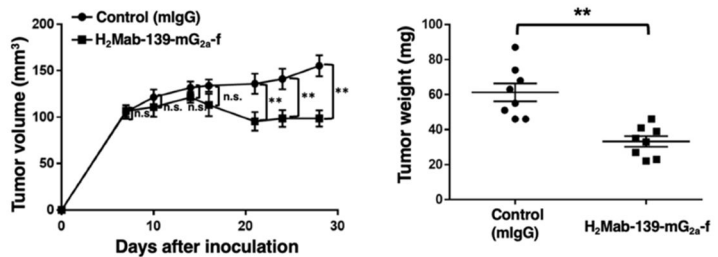 Control (mIgG)
H₂Mab-139-mG₂ₐ-f
Tumor volume (mm³)
200
150
100
50
0
n.s.
n.s.
n.s.
n.s.
**
**
**
0
10
20
30
Days after inoculation
**
Tumor weight (mg)
100
80
60
40
20
0
Control
(mIgG)
H₂Mab-139-mG₂ₐ-f